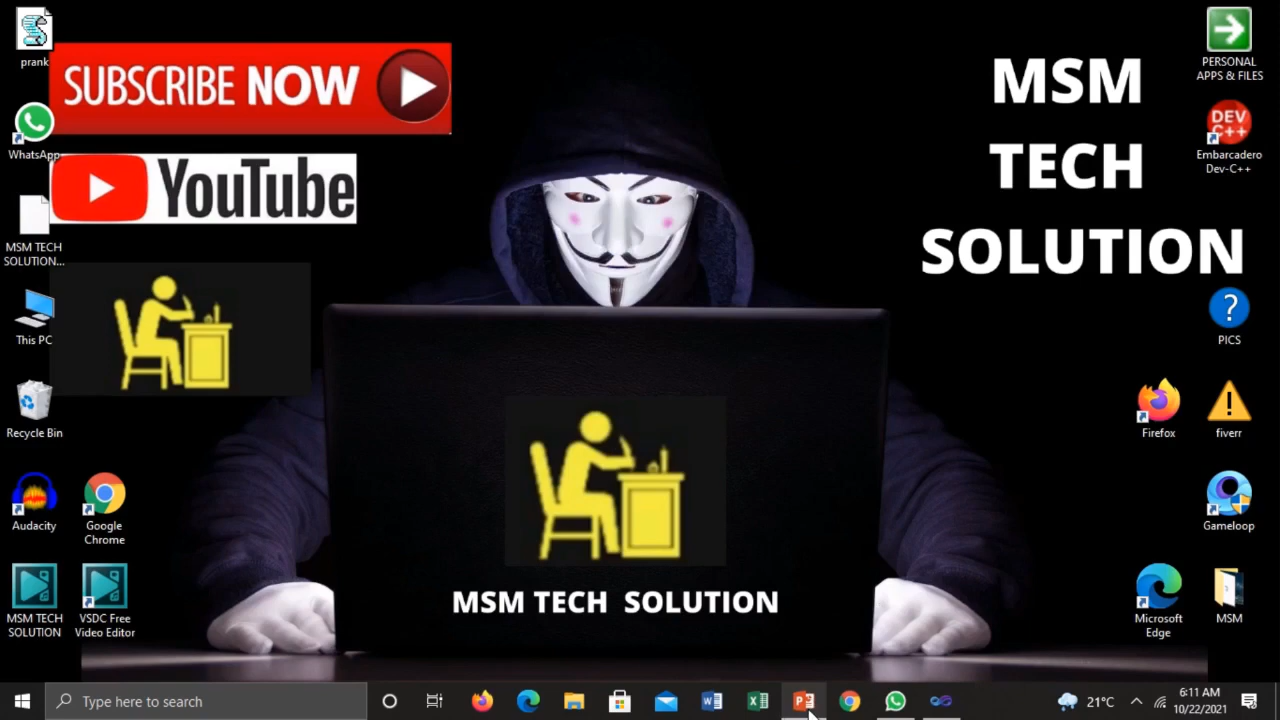 prank
SUBSCRIBE NOW
WhatsApp
YouTube
MSM TECH
SOLUTION...
This PC
Recycle Bin
Audacity
Google
Chrome
MSM TECH
SOLUTION
VSDC Free
Video Editor
MSM TECH SOLUTION
MSM
TECH
SOLUTION
PERSONAL
APPS & FILES
DEV
C++
Embarcadero
Dev-C++
?
PICS
Firefox
!
fiverr
Gameloop
Microsoft
Edge
MSM
Type here to search
W
X
P
21°C
6:11 AM
10/22/2021